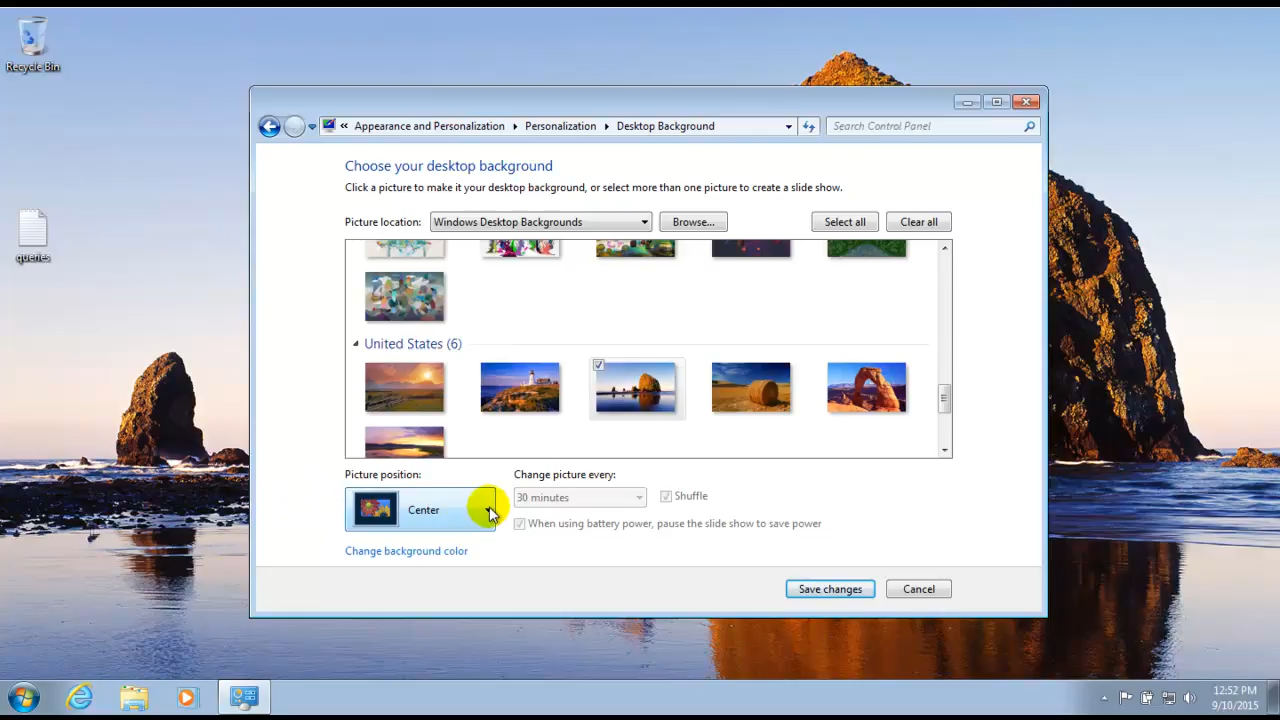 Recycle Bin
queries
« Appearance and Personalization ▸ Personalization ▸ Desktop Background
Search Control Panel
Choose your desktop background
Click a picture to make it your desktop background, or select more than one picture to create a slide show.
Picture location: Windows Desktop Backgrounds Browse... Select all Clear all
United States (6)
Picture position: Change picture every:
Center 30 minutes Shuffle
When using battery power, pause the slide show to save power
Change background color
Save changes Cancel
12:52 PM
9/10/2015